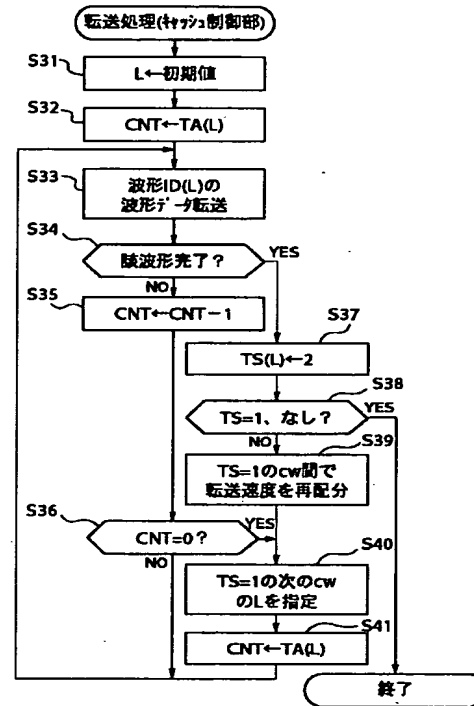 転送処理(キャッシュ制御部)
S31
L←初期値
S32
CNT←TA(L)
S33
波形ID(L)の
波形データ転送
S34
該波形完了?
YES
NO
S35
CNT←CNT-1
S37
TS(L)←2
S38
TS=1、なし?
YES
NO
S39
TS=1のcw間で
転送速度を再配分
S36
CNT=0?
YES
NO
S40
TS=1の次のcw
のLを指定
S41
CNT←TA(L)
終了